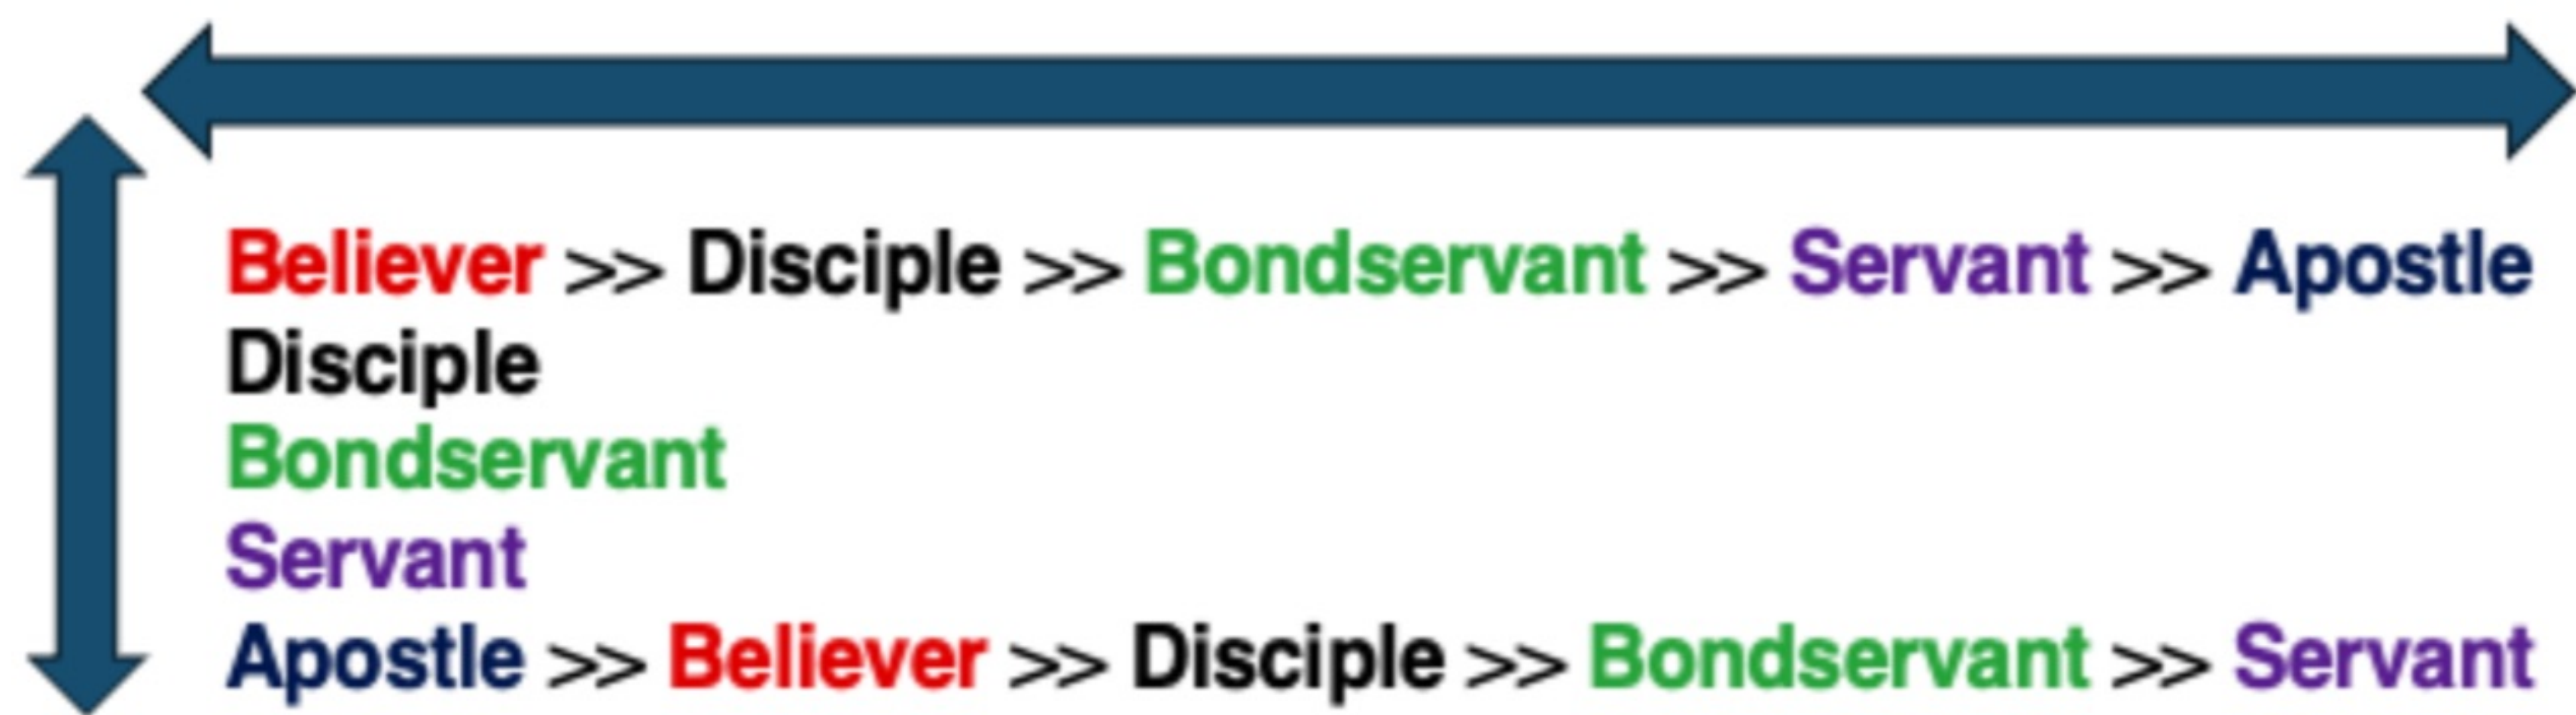 Believer >> Disciple >> Bondservant >> Servant >> Apostle
Disciple
Bondservant
Servant
Apostle >> Believer >> Disciple >> Bondservant >> Servant